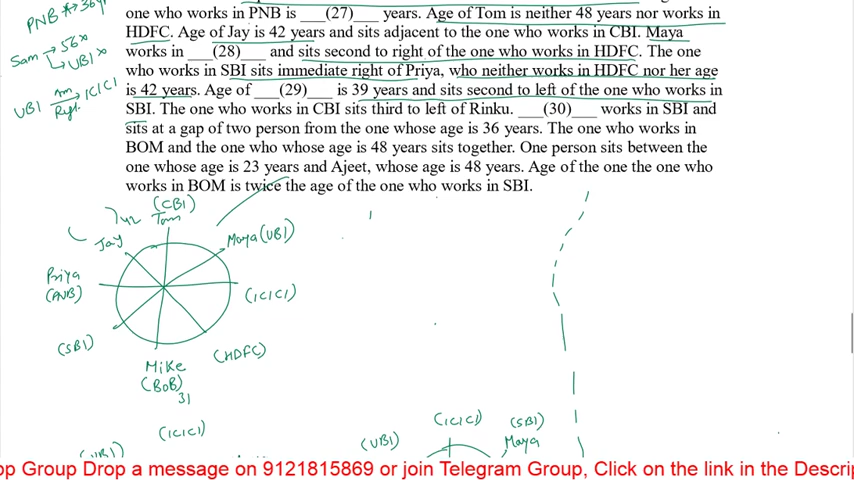 one who works in PNB is ___(27)___ years. Age of Tom is neither 48 years nor works in
HDFC. Age of Jay is 42 years and sits adjacent to the one who works in CBI. Maya
works in ___(28)___ and sits second to right of the one who works in HDFC. The one
who works in SBI sits immediate right of Priya, who neither works in HDFC nor her age
is 42 years. Age of ___(29)___ is 39 years and sits second to left of the one who works in
SBI. The one who works in CBI sits third to left of Rinku. ___(30)___ works in SBI and
sits at a gap of two person from the one whose age is 36 years. The one who works in
BOM and the one who whose age is 48 years sits together. One person sits between the
one whose age is 23 years and Ajeet, whose age is 48 years. Age of the one the one who
works in BOM is twice the age of the one who works in SBI.
PNB
Sam → 56x
UBI x
UBI → ICICI
Right
(CBI)
42 Tom
Jay
Maya (UBI)
Priya
(PNB)
(ICICI)
(SBI)
(HDFC)
Mike
(BOB)
31
(ICICI)
(UBI)
(ICICI)
(SBI)
Maya
op Group Drop a message on 9121815869 or join Telegram Group, Click on the link in the Descrip